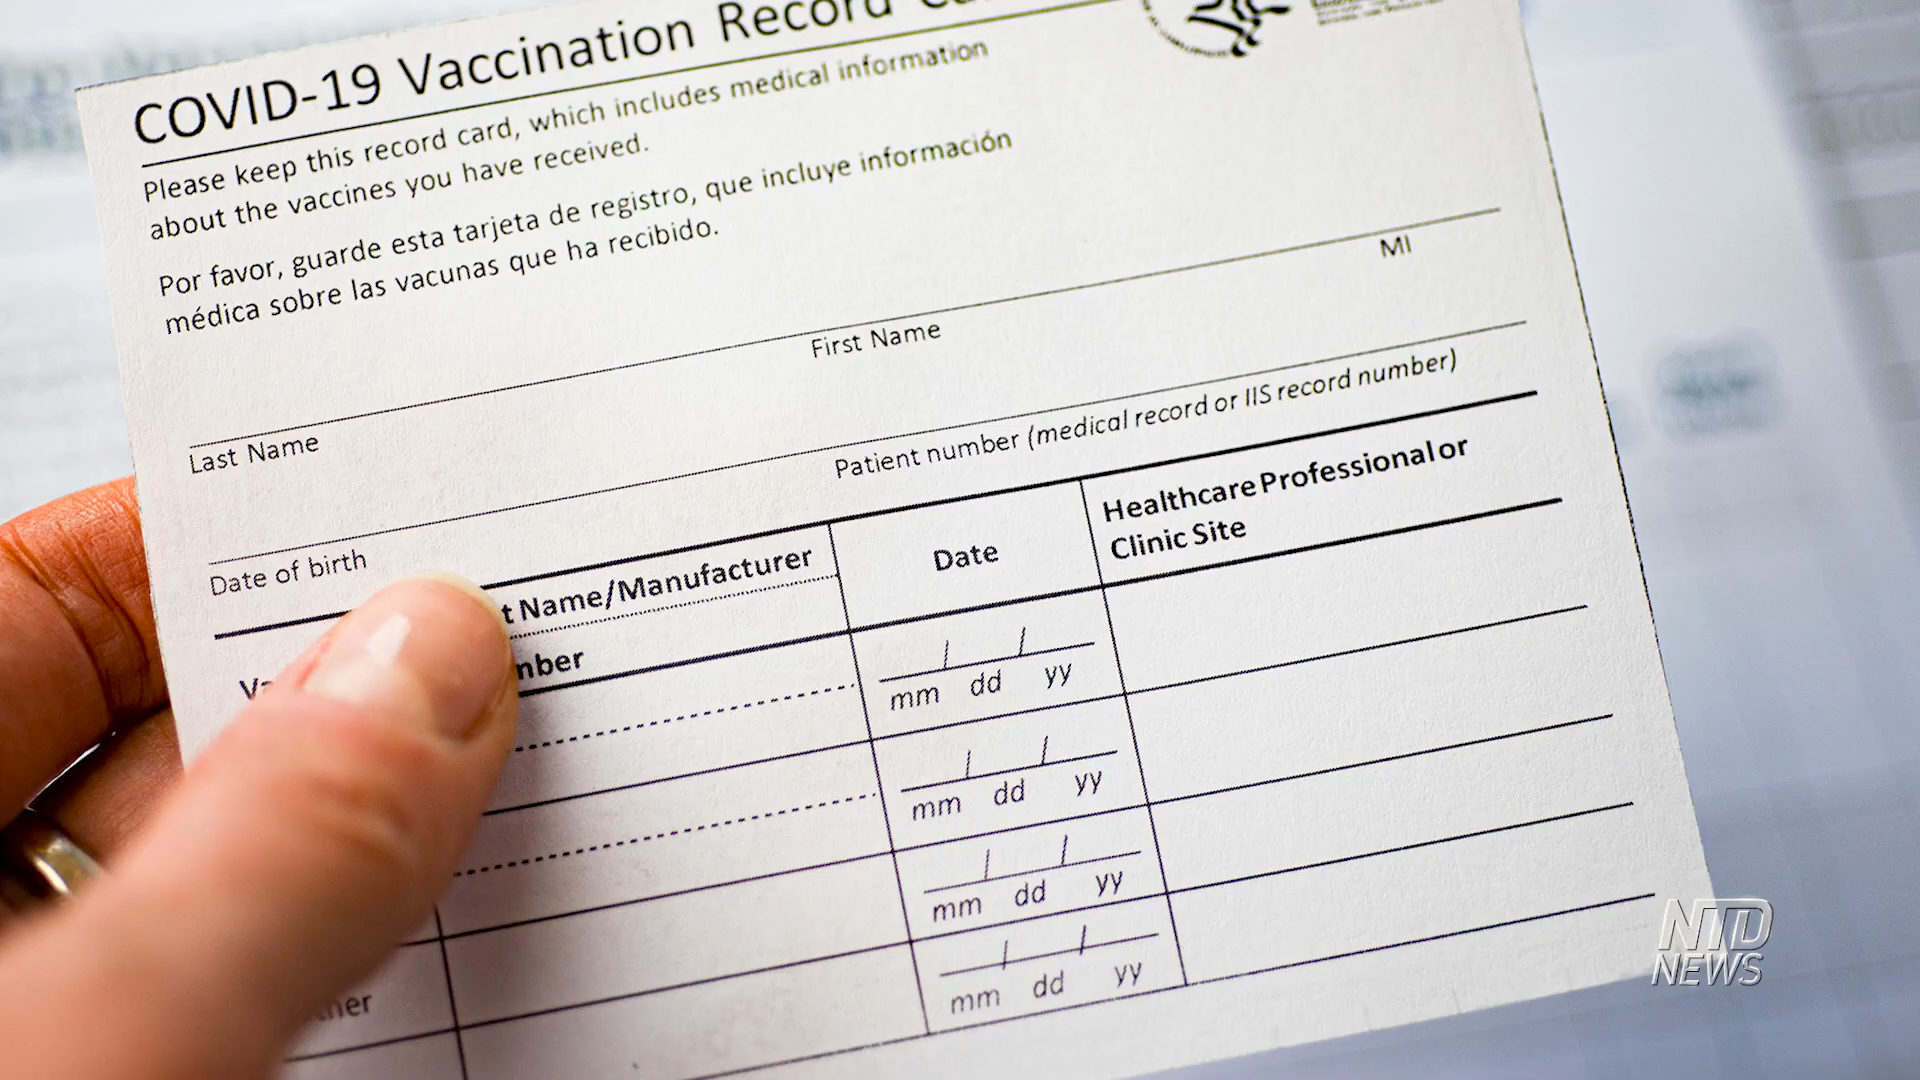 COVID-19 Vaccination Record
Please keep this record card, which includes medical information
about the vaccines you have received.
Por favor, guarde esta tarjeta de registro, que incluye información
médica sobre las vacunas que ha recibido.
Last Name First Name MI
Date of birth Patient number (medical record or IIS record number)
t Name/Manufacturer
mber
Date
Healthcare Professional or
Clinic Site
/ /
mm dd yy
/ /
mm dd yy
/ /
mm dd yy
/ /
mm dd yy
ther
NTD
NEWS